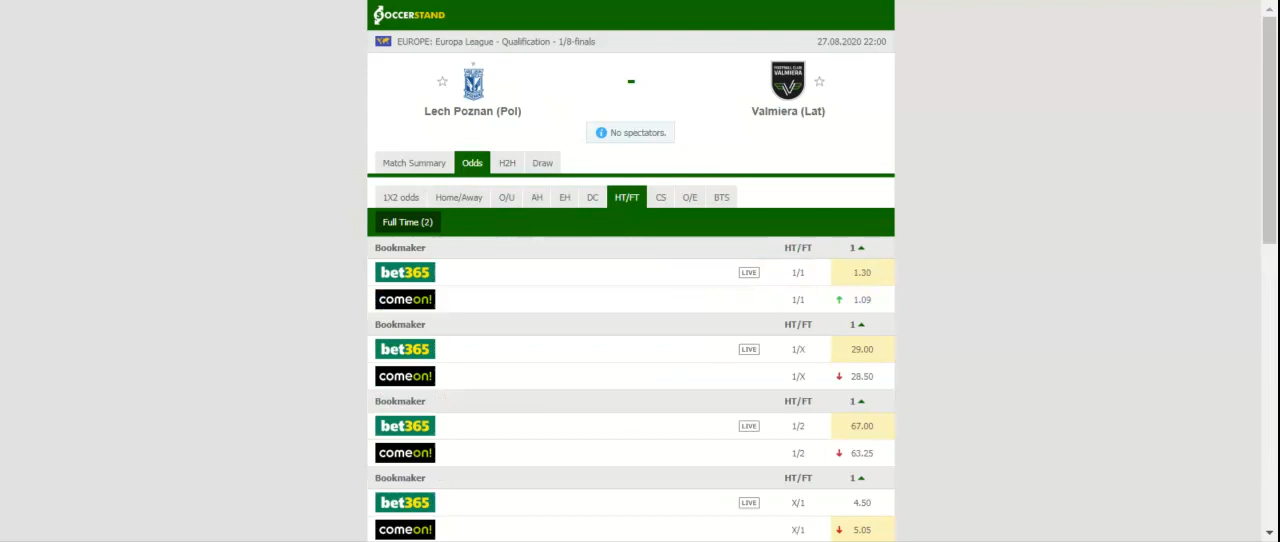 SOCCERSTAND
EUROPE: Europa League - Qualification - 1/8-finals 27.08.2020 22:00
FOOTBALL CLUB
VALMIERA
-
Lech Poznan (Pol) Valmiera (Lat)
No spectators.
Match Summary Odds H2H Draw
1X2 odds Home/Away O/U AH EH DC HT/FT CS O/E BTS
Full Time (2)
Bookmaker HT/FT 1
bet365 LIVE 1/1 1.30
comeon! 1/1 1.09
Bookmaker HT/FT 1
bet365 LIVE 1/X 29.00
comeon! 1/X 28.50
Bookmaker HT/FT 1
bet365 LIVE 1/2 67.00
comeon! 1/2 63.25
Bookmaker HT/FT 1
bet365 LIVE X/1 4.50
comeon! X/1 5.05